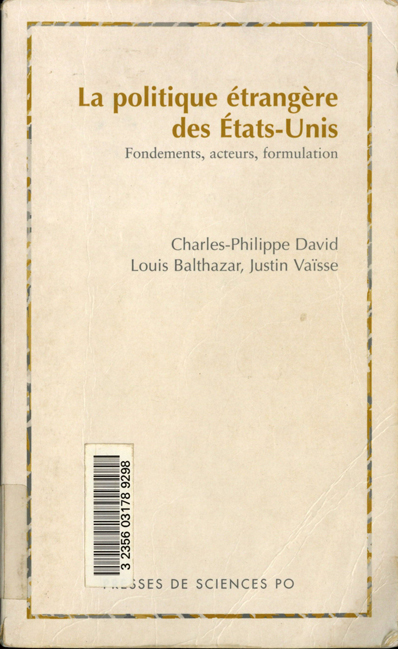 La politique étrangère
des États-Unis
Fondements, acteurs, formulation
Charles-Philippe David
Louis Balthazar, Justin Vaïsse
3 2356 03178 9298
PRESSES DE SCIENCES PO